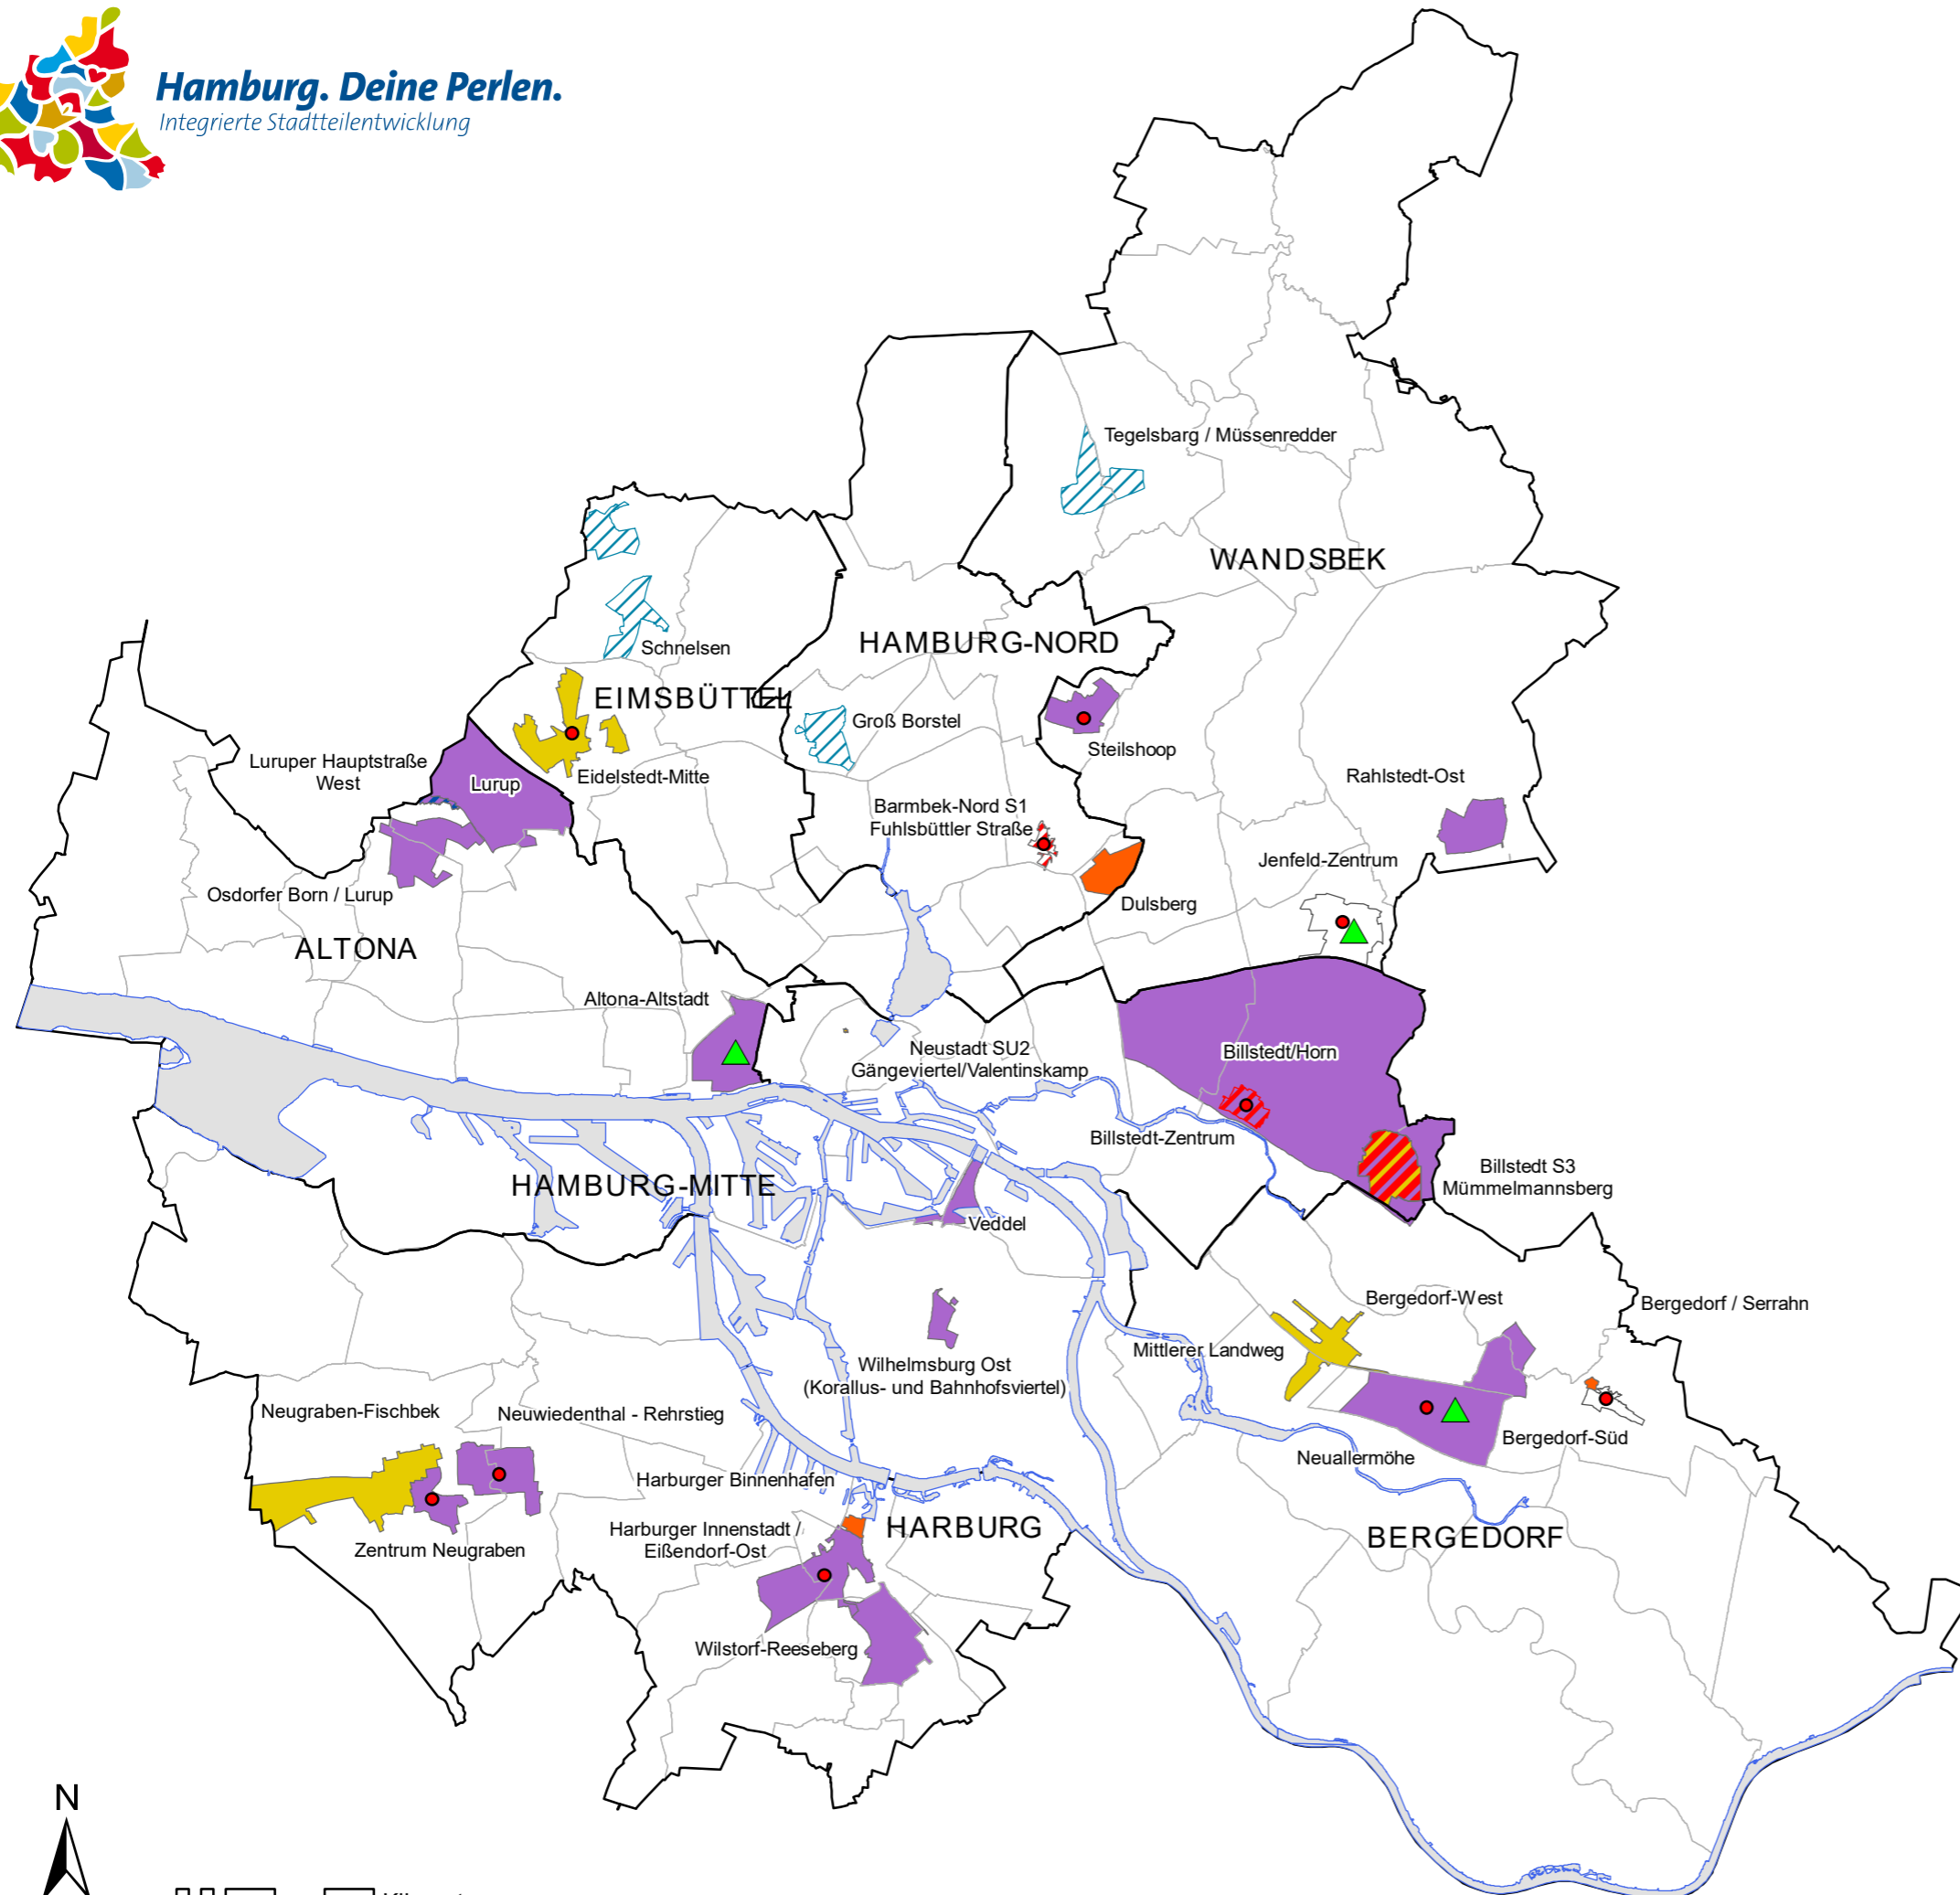 Hamburg. Deine Perlen.
Integrierte Stadtteilentwicklung
Tegelsbarg / Müssenredder
WANDSBEK
HAMBURG-NORD
Schnelsen
EIMSBÜTTEL
Groß Borstel
Steilshoop
Luruper Hauptstraße
West
Lurup
Eidelstedt-Mitte
Rahlstedt-Ost
Barmbek-Nord S1
Fuhlsbüttler Straße
Jenfeld-Zentrum
Osdorfer Born / Lurup
Dulsberg
ALTONA
Altona-Altstadt
Neustadt SU2
Gängeviertel/Valentinskamp
Billstedt/Horn
Billstedt-Zentrum
Billstedt S3
Mümmelmannsberg
HAMBURG-MITTE
Veddel
Bergedorf-West
Bergedorf / Serrahn
Mittlerer Landweg
Wilhelmsburg Ost
(Korallus- und Bahnhofsviertel)
Neugraben-Fischbek
Neuwiedenthal - Rehrstieg
Bergedorf-Süd
Neuallermöhe
Harburger Binnenhafen
Harburger Innenstadt /
Eißendorf-Ost
HARBURG
BERGEDORF
Zentrum Neugraben
Wilstorf-Reeseberg
N